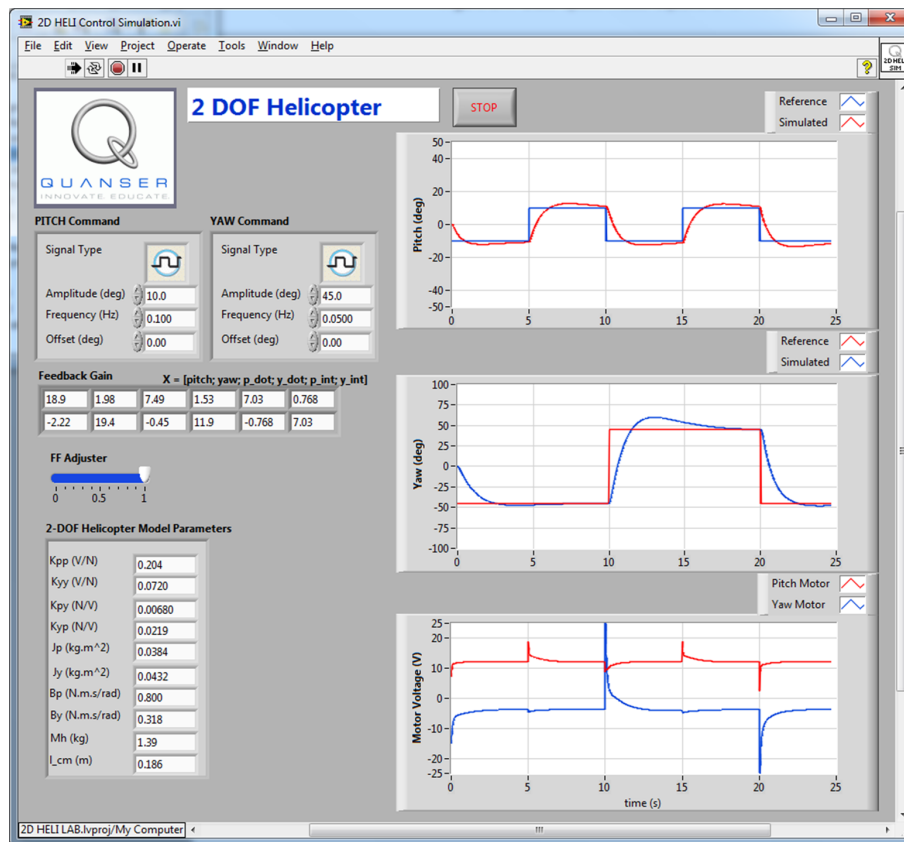 2D HELI Control Simulation.vi
File Edit View Project Operate Tools Window Help
2D HELI
SIM
QUANSER
INNOVATE EDUCATE
2 DOF Helicopter
STOP
PITCH Command
Signal Type
Amplitude (deg) 10.0
Frequency (Hz) 0.100
Offset (deg) 0.00
YAW Command
Signal Type
Amplitude (deg) 45.0
Frequency (Hz) 0.0500
Offset (deg) 0.00
Feedback Gain X = [pitch; yaw; p_dot; y_dot; p_int; y_int]
18.9 1.98 7.49 1.53 7.03 0.768
-2.22 19.4 -0.45 11.9 -0.768 7.03
FF Adjuster
0 0.5 1
2-DOF Helicopter Model Parameters
Kpp (V/N) 0.204
Kyy (V/N) 0.0720
Kpy (N/V) 0.00680
Kyp (N/V) 0.0219
Jp (kg.m^2) 0.0384
Jy (kg.m^2) 0.0432
Bp (N.m.s/rad) 0.800
By (N.m.s/rad) 0.318
Mh (kg) 1.39
l_cm (m) 0.186
Reference
Simulated
Pitch (deg)
50
40
20
0
-20
-40
-50
0 5 10 15 20 25
Reference
Simulated
Yaw (deg)
100
75
50
25
0
-25
-50
-75
-100
0 5 10 15 20 25
Pitch Motor
Yaw Motor
Motor Voltage (V)
25
20
10
0
-10
-20
-25
0 5 10 15 20 25
time (s)
2D HELI LAB.lvproj/My Computer